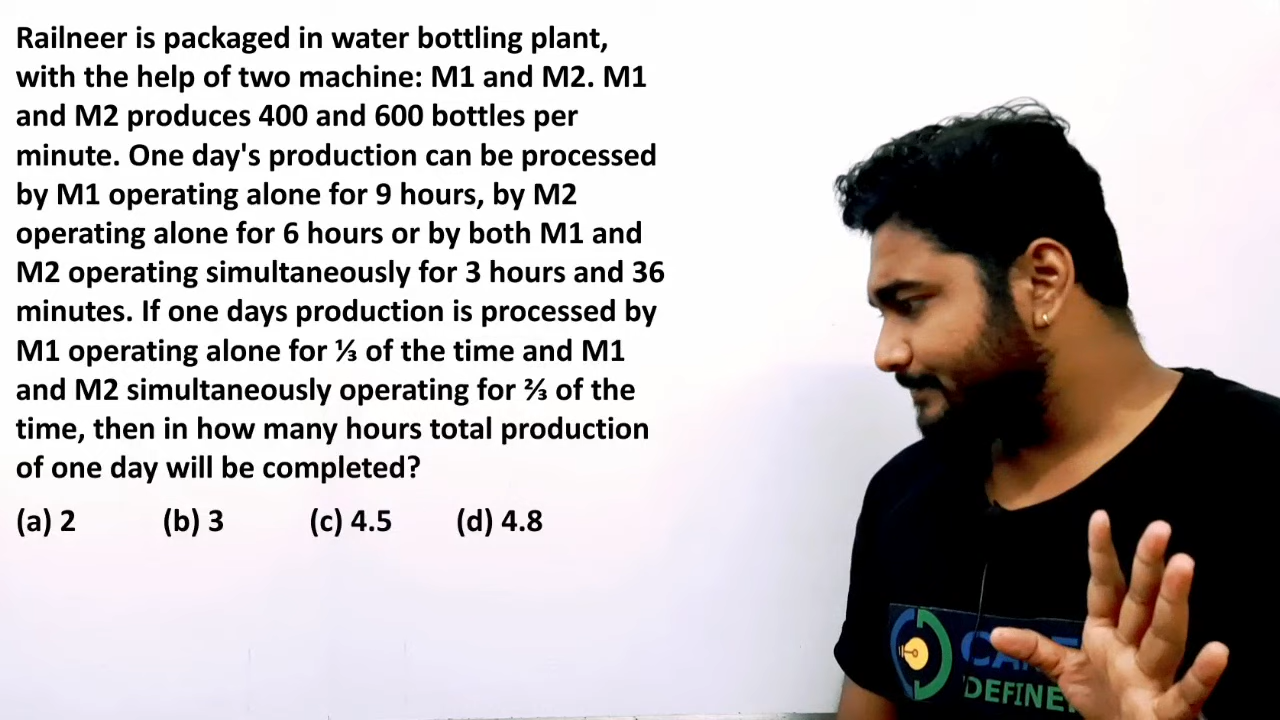 Railneer is packaged in water bottling plant,
with the help of two machine: M1 and M2. M1
and M2 produces 400 and 600 bottles per
minute. One day's production can be processed
by M1 operating alone for 9 hours, by M2
operating alone for 6 hours or by both M1 and
M2 operating simultaneously for 3 hours and 36
minutes. If one days production is processed by
M1 operating alone for ⅓ of the time and M1
and M2 simultaneously operating for ⅔ of the
time, then in how many hours total production
of one day will be completed?
(a) 2 (b) 3 (c) 4.5 (d) 4.8